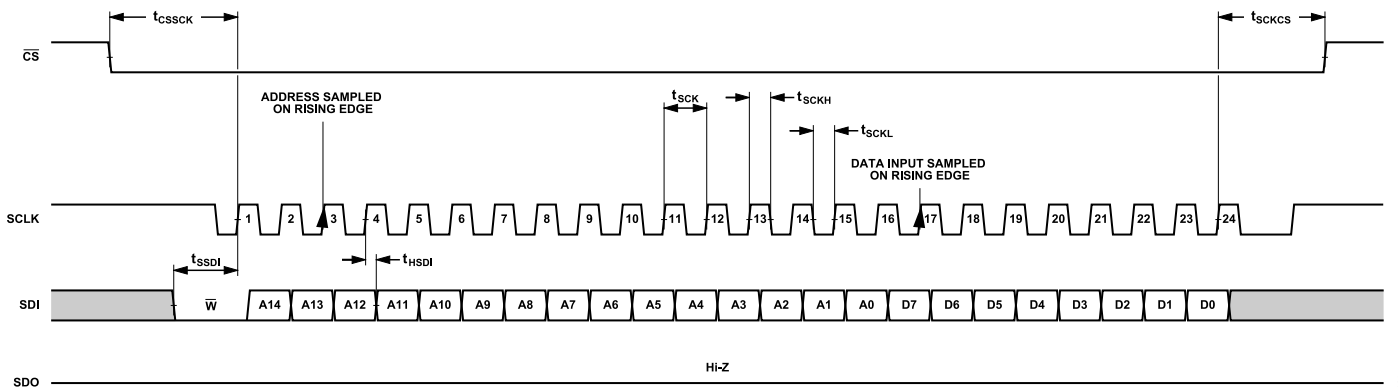 tCSSCK
tSCKCS
CS
ADDRESS SAMPLED
ON RISING EDGE
tSCK
tSCKH
tSCKL
DATA INPUT SAMPLED
ON RISING EDGE
SCLK 1 2 3 4 5 6 7 8 9 10 11 12 13 14 15 16 17 18 19 20 21 22 23 24
tSSDI
tHSDI
SDI W A14 A13 A12 A11 A10 A9 A8 A7 A6 A5 A4 A3 A2 A1 A0 D7 D6 D5 D4 D3 D2 D1 D0
Hi-Z
SDO